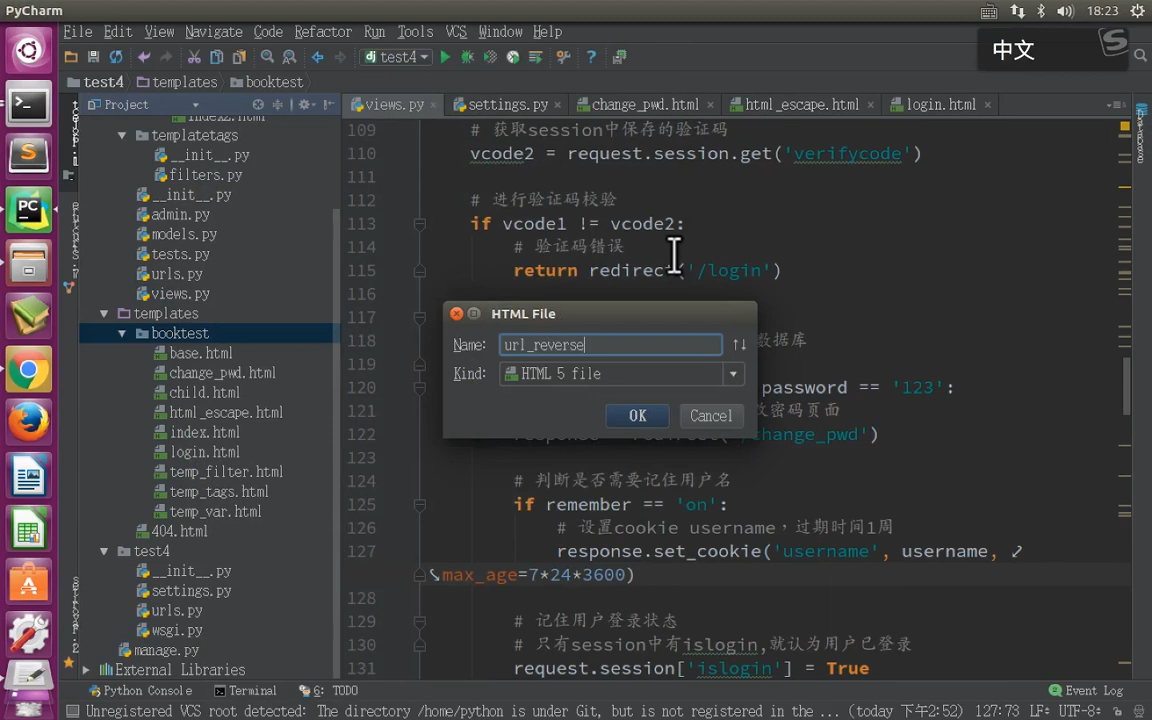 PyCharm
18:23
File Edit View Navigate Code Refactor Run Tools VCS Window Help
中文
test4
test4 templates booktest
Project
views.py settings.py change_pwd.html html_escape.html login.html
templatetags
__init__.py
filters.py
__init__.py
admin.py
models.py
tests.py
urls.py
views.py
templates
booktest
base.html
change_pwd.html
child.html
html_escape.html
index.html
login.html
temp_filter.html
temp_tags.html
temp_var.html
404.html
test4
__init__.py
settings.py
urls.py
wsgi.py
manage.py
External Libraries
109 # 获取session中保存的验证码
110 vcode2 = request.session.get('verifycode')
111
112 # 进行验证码校验
113 if vcode1 != vcode2:
114 # 验证码错误
115 return redirect('/login')
116
117
118 数据库
119
120 password == '123':
121 改密码页面
122 change_pwd')
123
124 # 判断是否需要记住用户名
125 if remember == 'on':
126 # 设置cookie username，过期时间1周
127 response.set_cookie('username', username,
max_age=7*24*3600)
128
129 # 记住用户登录状态
130 # 只有session中有islogin,就认为用户已登录
131 request.session['islogin'] = True
HTML File
Name: url_reverse
Kind: HTML 5 file
OK Cancel
Python Console Terminal 6: TODO Event Log
Unregistered VCS root detected: The directory /home/python is under Git, but is not registered in the ... (today 下午2:52) 127:73 LF÷ UTF-8÷